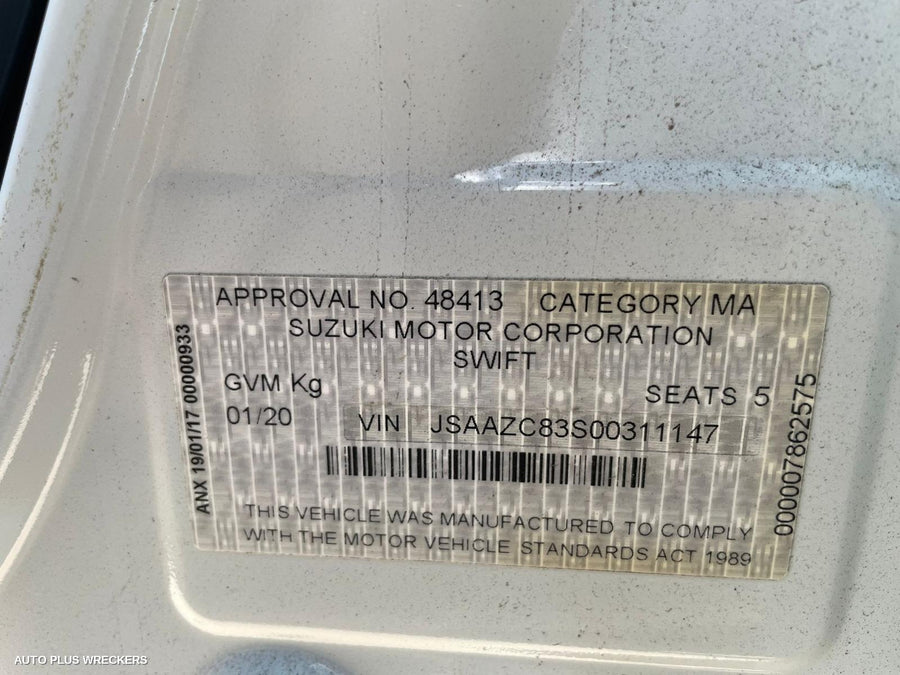 APPROVAL NO. 48413 CATEGORY MA
SUZUKI MOTOR CORPORATION
SWIFT
GVM Kg SEATS 5
01/20 VIN JSAAZC83S00311147
THIS VEHICLE WAS MANUFACTURED TO COMPLY
WITH THE MOTOR VEHICLE STANDARDS ACT 1989
ANX 19/01/17 00000933
0000078625​75
AUTO PLUS WRECKERS